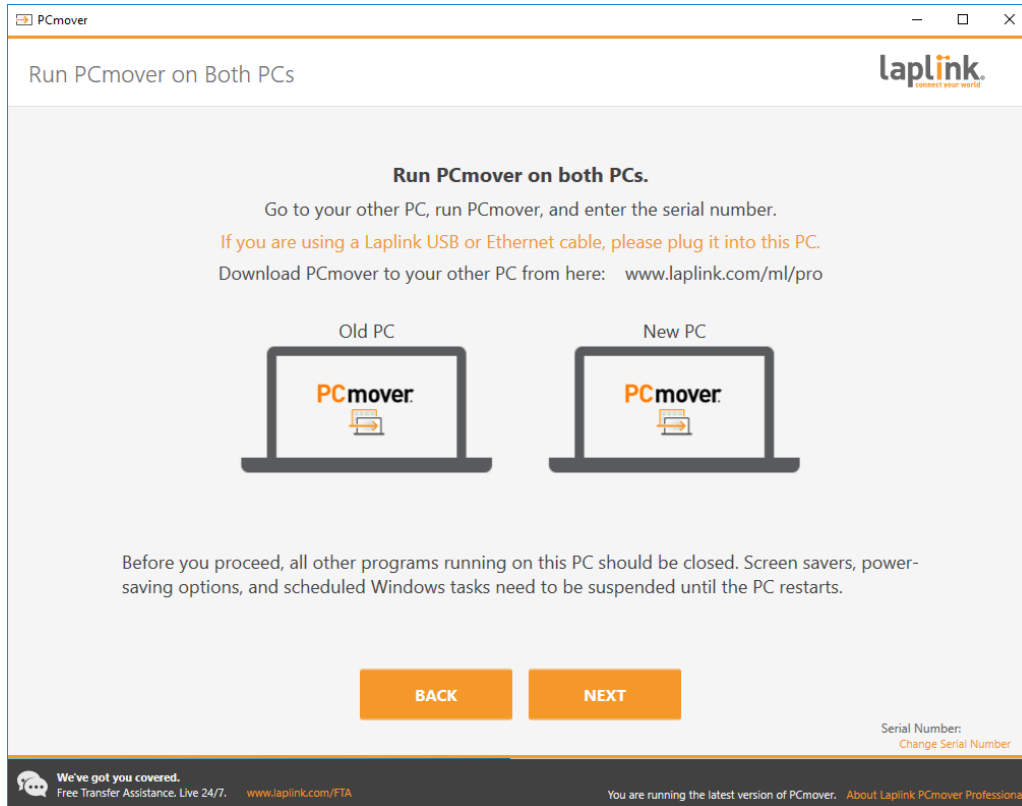 PCmover
Run PCmover on Both PCs
laplink.
connect your world
Run PCmover on both PCs.
Go to your other PC, run PCmover, and enter the serial number.
If you are using a Laplink USB or Ethernet cable, please plug it into this PC.
Download PCmover to your other PC from here: www.laplink.com/ml/pro
Old PC
New PC
PCmover
PCmover
Before you proceed, all other programs running on this PC should be closed. Screen savers, power-
saving options, and scheduled Windows tasks need to be suspended until the PC restarts.
BACK
NEXT
Serial Number:
Change Serial Number
We've got you covered.
Free Transfer Assistance. Live 24/7. www.laplink.com/FTA
You are running the latest version of PCmover. About Laplink PCmover Professiona